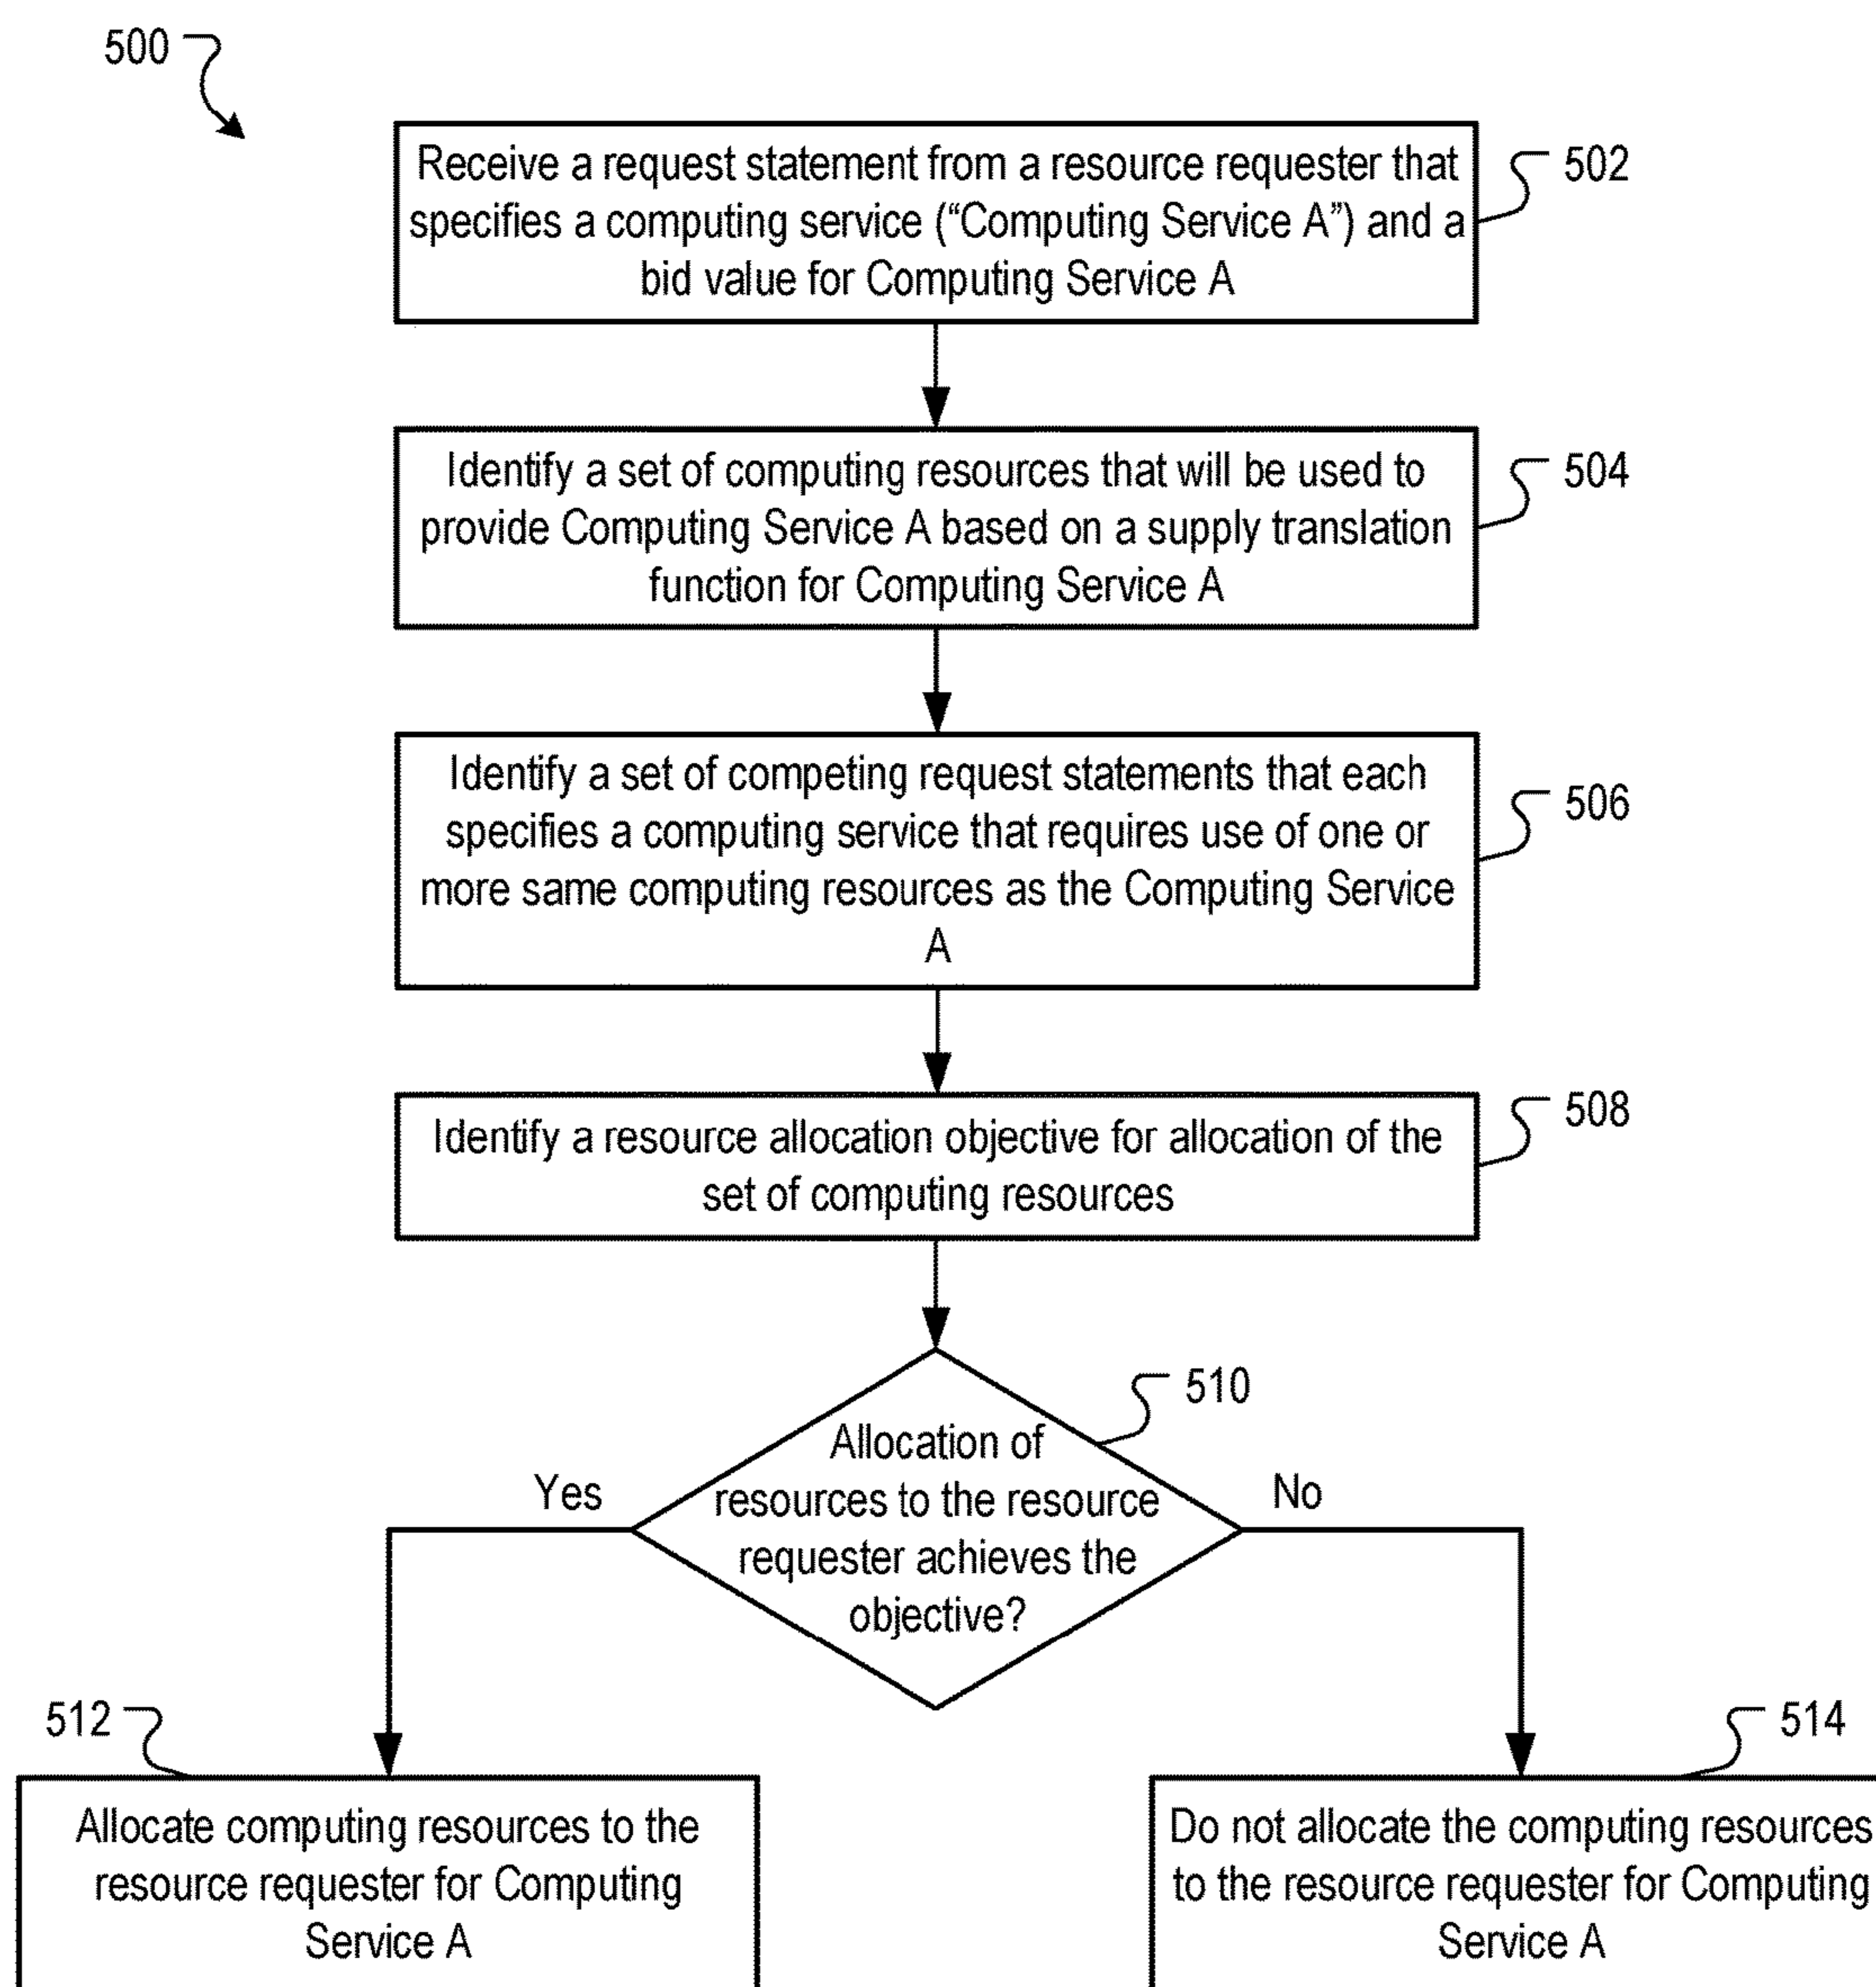 500
Receive a request statement from a resource requester that
specifies a computing service (“Computing Service A”) and a
bid value for Computing Service A
502
Identify a set of computing resources that will be used to
provide Computing Service A based on a supply translation
function for Computing Service A
504
Identify a set of competing request statements that each
specifies a computing service that requires use of one or
more same computing resources as the Computing Service
A
506
Identify a resource allocation objective for allocation of the
set of computing resources
508
510
Allocation of
resources to the resource
requester achieves the
objective?
Yes
No
512
Allocate computing resources to the
resource requester for Computing
Service A
514
Do not allocate the computing resources
to the resource requester for Computing
Service A